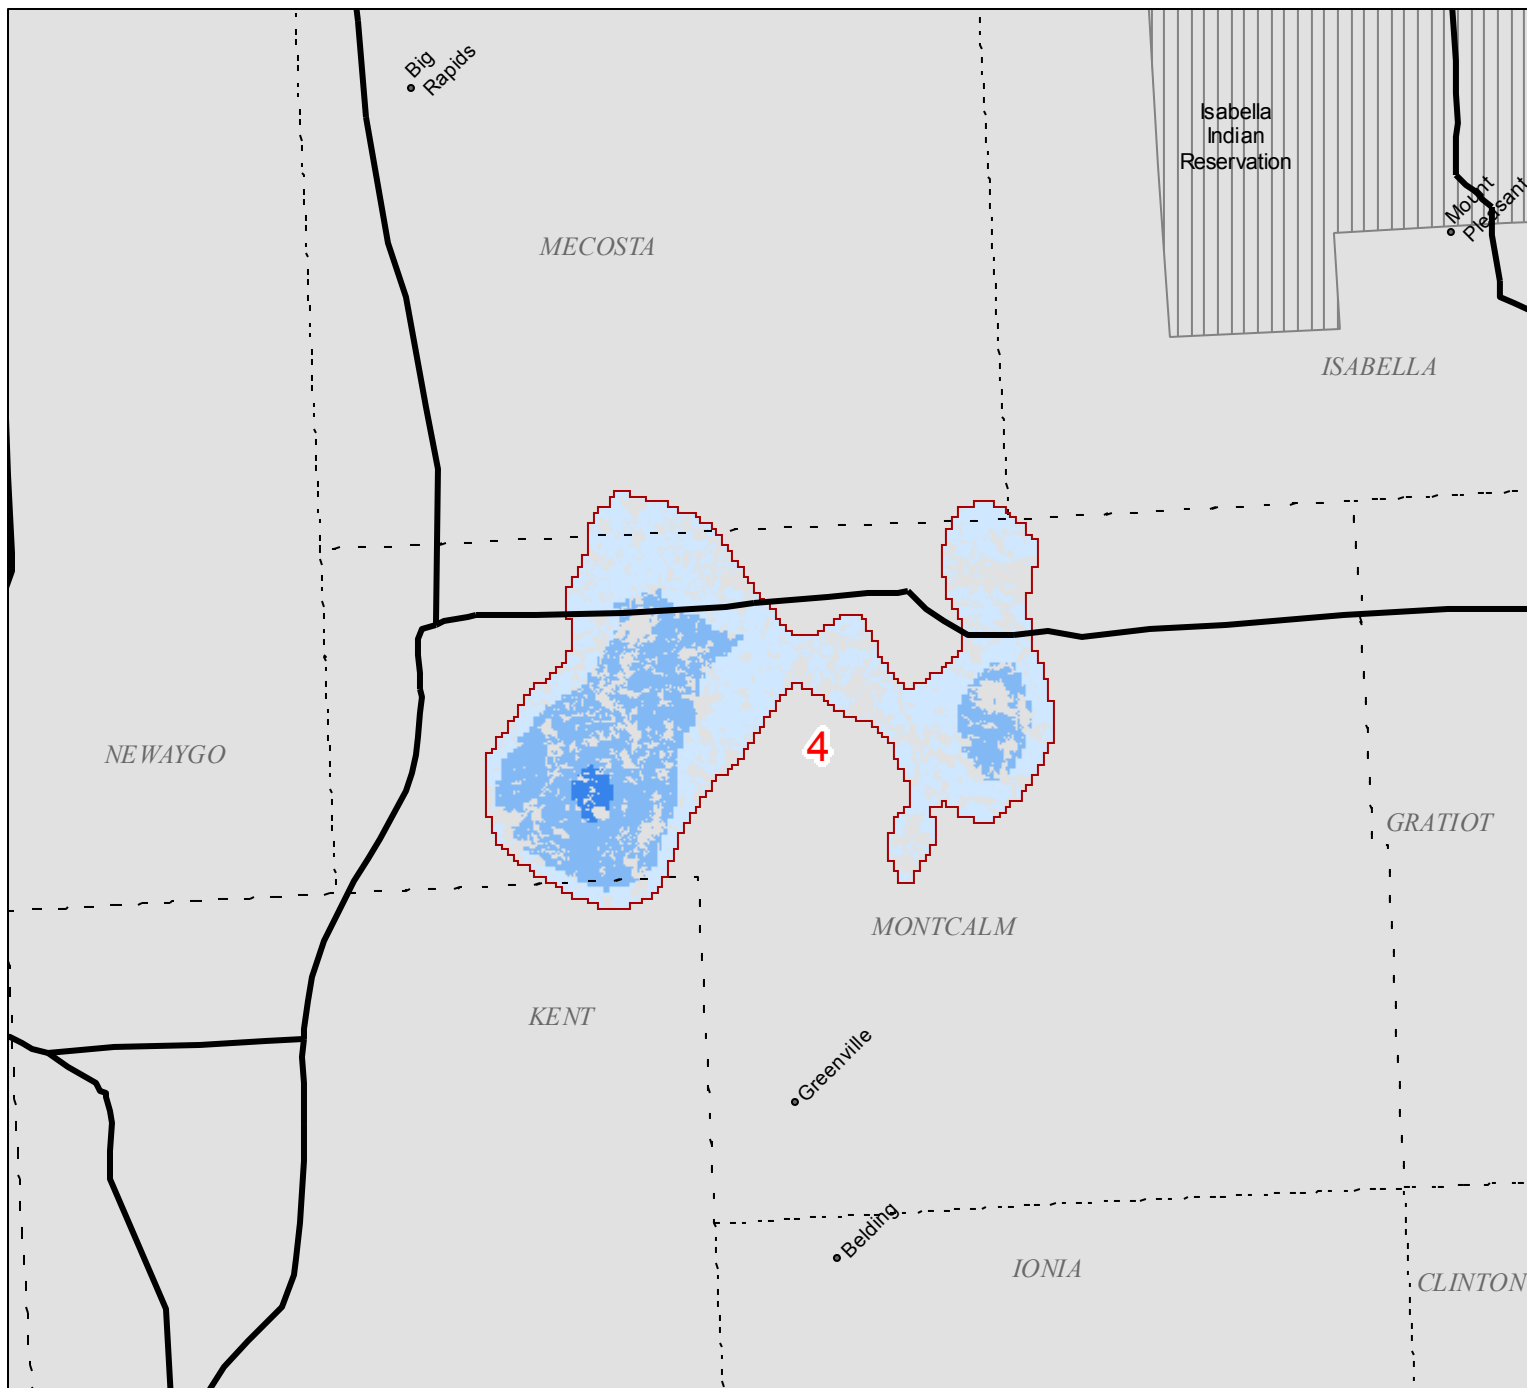 Big
Rapids
Isabella
Indian
Reservation
Mount
Pleasant
MECOSTA
ISABELLA
4
NEWAYGO
GRATIOT
MONTCALM
KENT
Greenville
Belding
IONIA
CLINTON